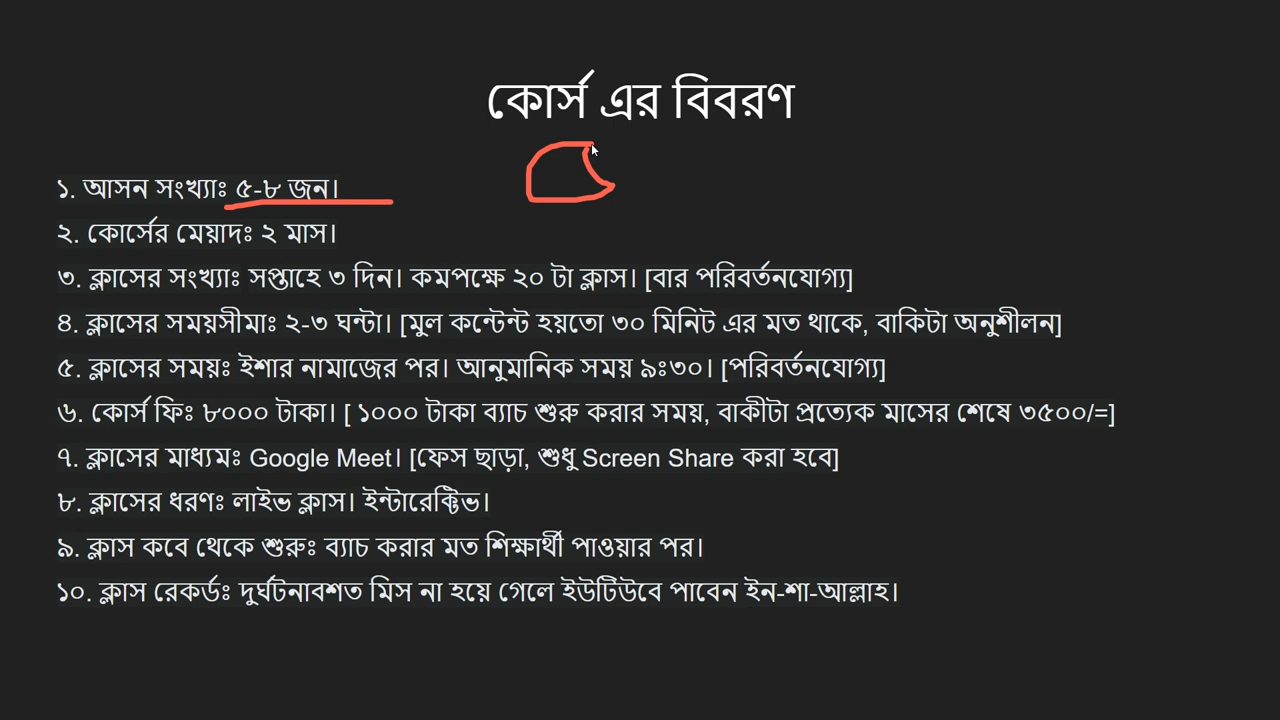 কোর্স এর বিবরণ
১. আসন সংখ্যাঃ ৫-৮ জন।
২. কোর্সের মেয়াদঃ ২ মাস।
৩. ক্লাসের সংখ্যাঃ সপ্তাহে ৩ দিন। কমপক্ষে ২০ টা ক্লাস। [বার পরিবর্তনযোগ্য]
৪. ক্লাসের সময়সীমাঃ ২-৩ ঘন্টা। [মুল কন্টেন্ট হয়তো ৩০ মিনিট এর মত থাকে, বাকিটা অনুশীলন]
৫. ক্লাসের সময়ঃ ইশার নামাজের পর। আনুমানিক সময় ৯ঃ৩০। [পরিবর্তনযোগ্য]
৬. কোর্স ফিঃ ৮০০০ টাকা। [ ১০০০ টাকা ব্যাচ শুরু করার সময়, বাকীটা প্রত্যেক মাসের শেষে ৩৫০০/=]
৭. ক্লাসের মাধ্যমঃ Google Meet। [ফেস ছাড়া, শুধু Screen Share করা হবে]
৮. ক্লাসের ধরণঃ লাইভ ক্লাস। ইন্টারেক্টিভ।
৯. ক্লাস কবে থেকে শুরুঃ ব্যাচ করার মত শিক্ষার্থী পাওয়ার পর।
১০. ক্লাস রেকর্ডঃ দুর্ঘটনাবশত মিস না হয়ে গেলে ইউটিউবে পাবেন ইন-শা-আল্লাহ।